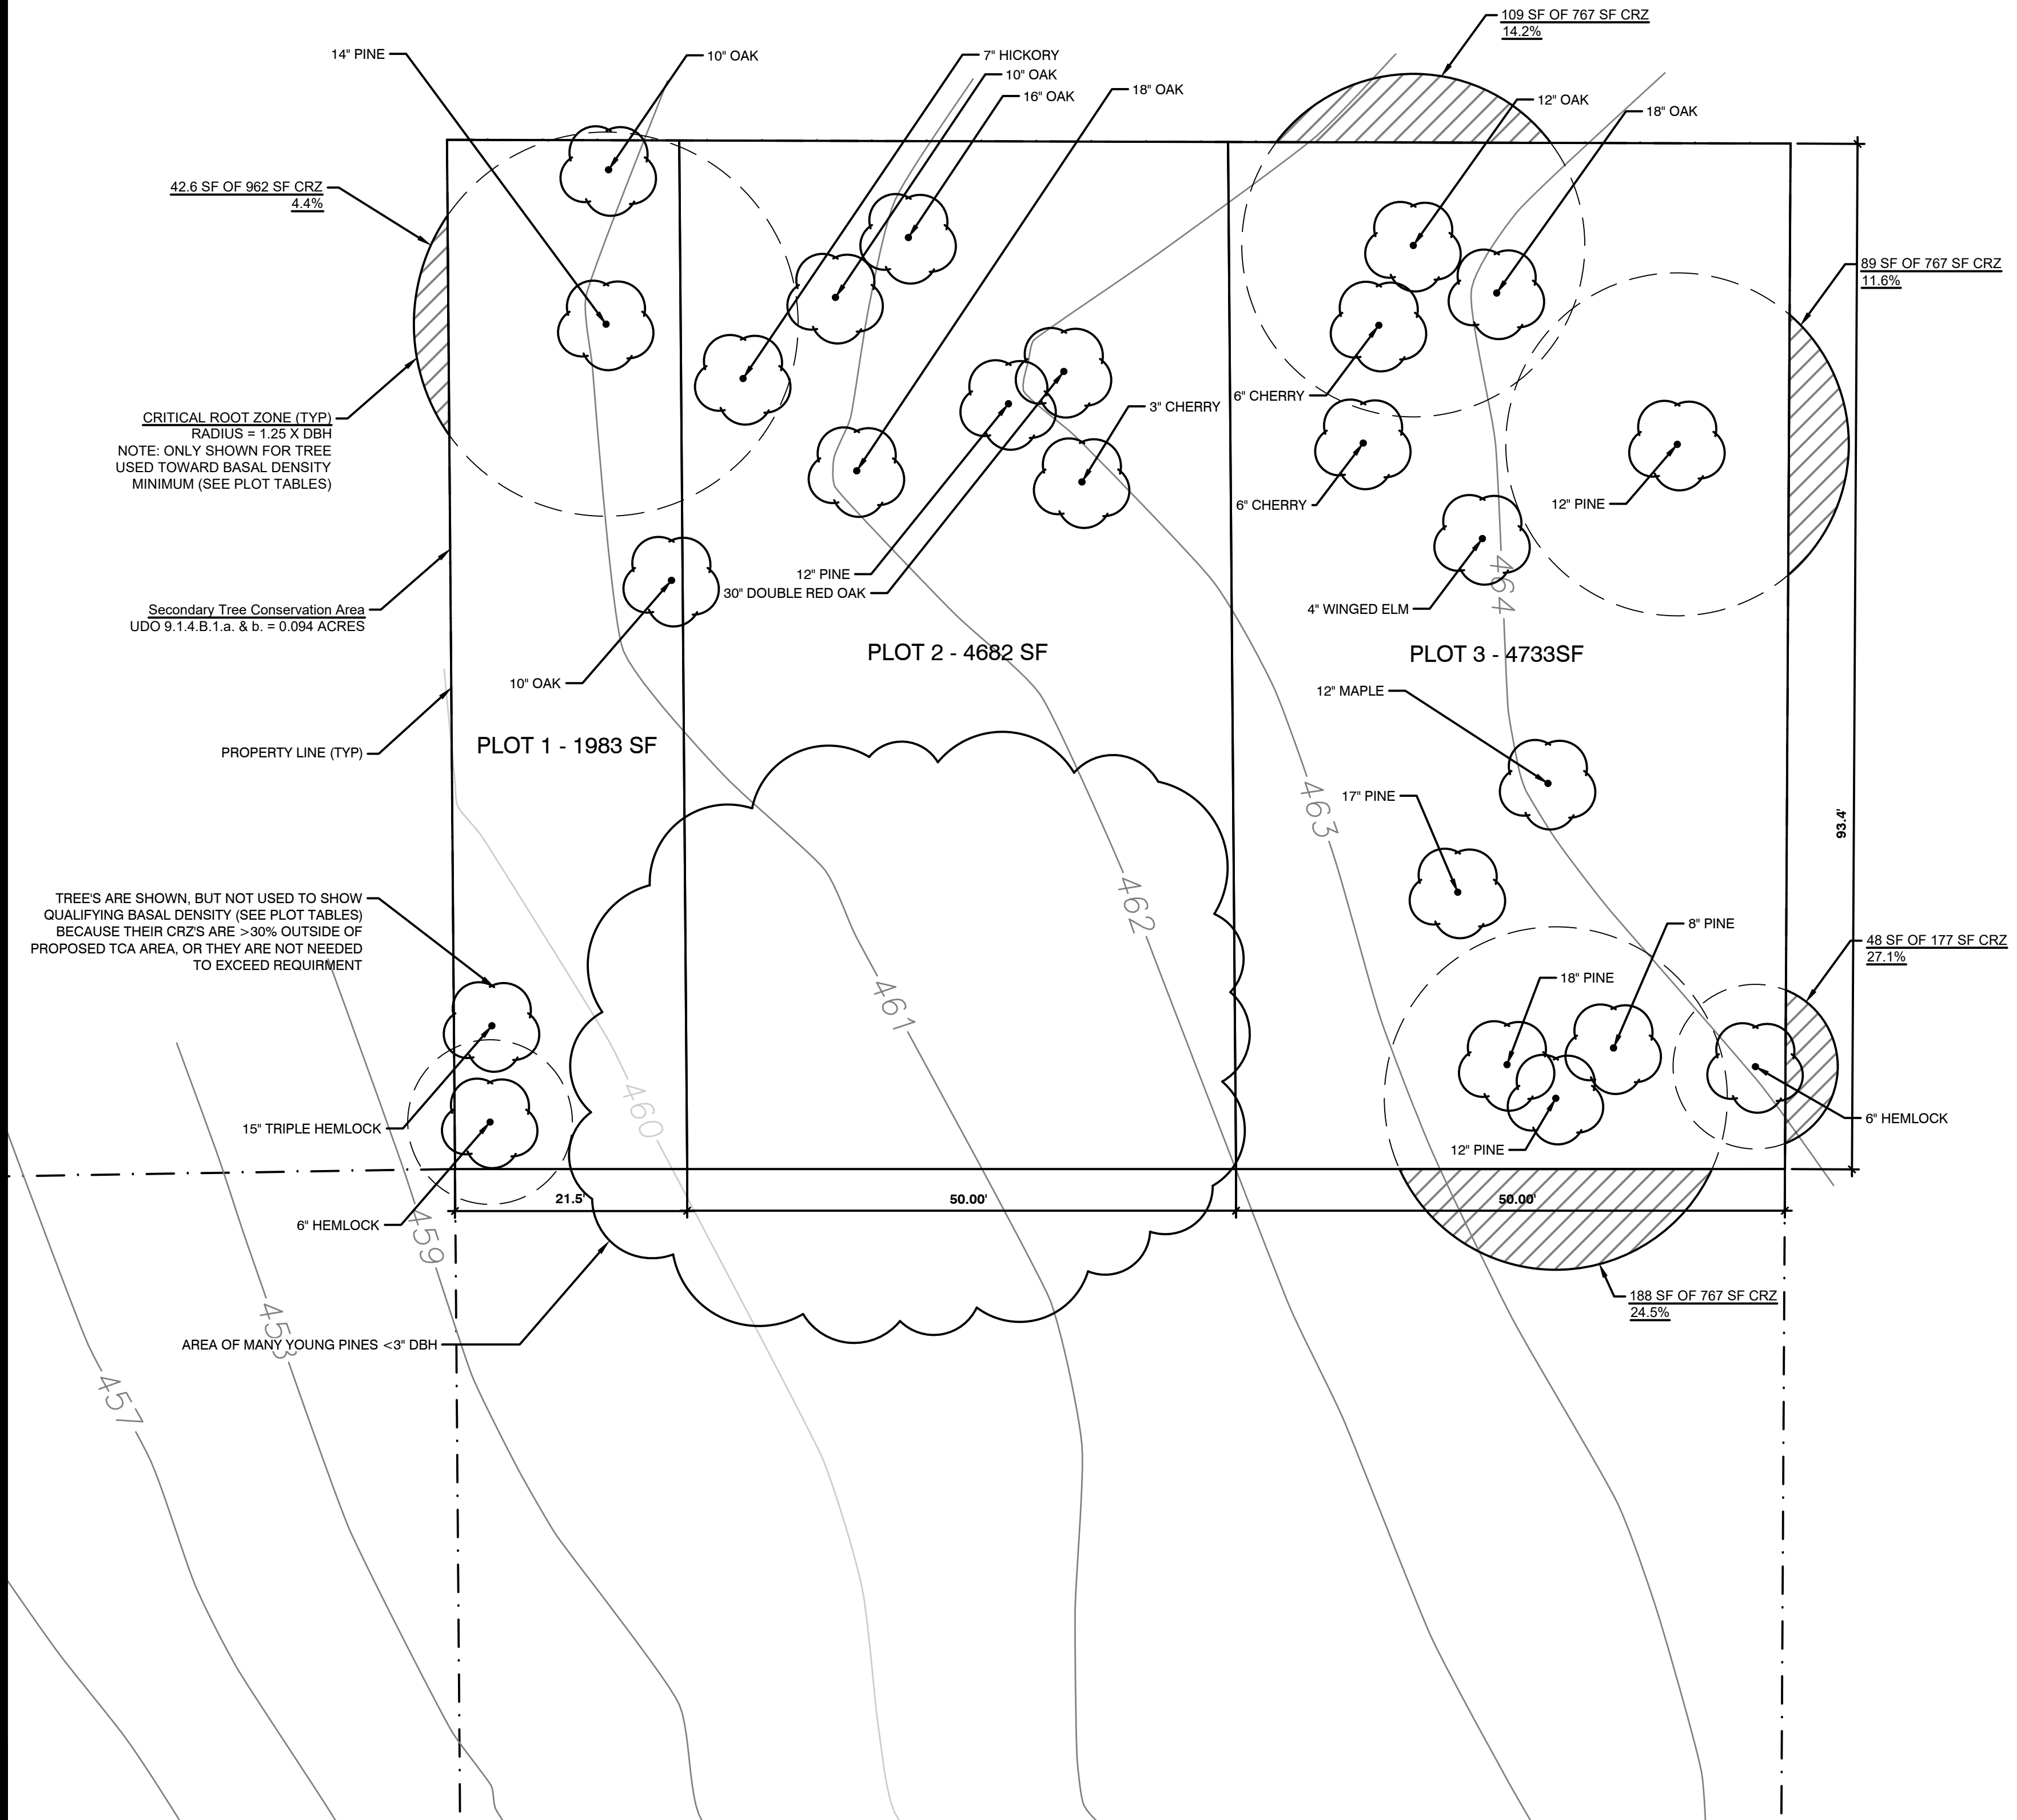 109 SF OF 767 SF CRZ
14.2%
14" PINE
10" OAK
7" HICKORY
10" OAK
16" OAK
18" OAK
12" OAK
18" OAK
42.6 SF OF 962 SF CRZ
4.4%
89 SF OF 767 SF CRZ
11.6%
CRITICAL ROOT ZONE (TYP)
RADIUS = 1.25 X DBH
NOTE: ONLY SHOWN FOR TREE
USED TOWARD BASAL DENSITY
MINIMUM (SEE PLOT TABLES)
6" CHERRY
3" CHERRY
6" CHERRY
12" PINE
12" PINE
30" DOUBLE RED OAK
464
4" WINGED ELM
Secondary Tree Conservation Area
UDO 9.1.4.B.1.a. & b. = 0.094 ACRES
PLOT 2 - 4682 SF
PLOT 3 - 4733SF
10" OAK
12" MAPLE
PLOT 1 - 1983 SF
PROPERTY LINE (TYP)
17" PINE
463
93.4'
TREE'S ARE SHOWN, BUT NOT USED TO SHOW
QUALIFYING BASAL DENSITY (SEE PLOT TABLES)
BECAUSE THEIR CRZ'S ARE >30% OUTSIDE OF
PROPOSED TCA AREA, OR THEY ARE NOT NEEDED
TO EXCEED REQUIRMENT
462
8" PINE
48 SF OF 177 SF CRZ
27.1%
18" PINE
461
460
15" TRIPLE HEMLOCK
6" HEMLOCK
12" PINE
21.5'
50.00'
50.00'
6" HEMLOCK
459
188 SF OF 767 SF CRZ
24.5%
453
AREA OF MANY YOUNG PINES <3" DBH
457